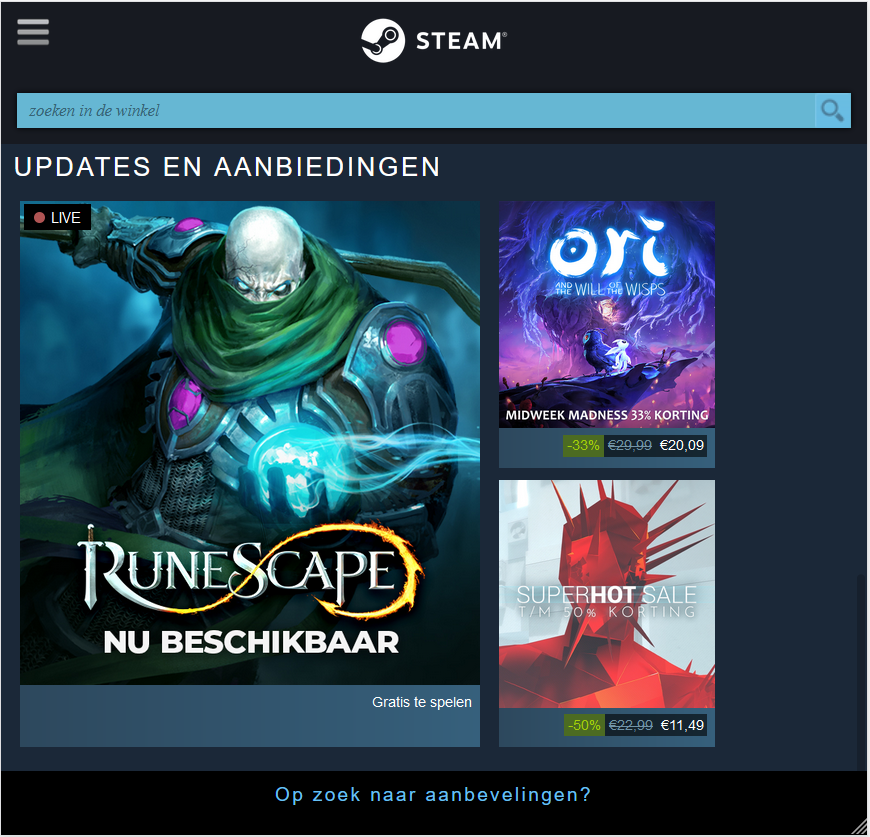 STEAM®
zoeken in de winkel
UPDATES EN AANBIEDINGEN
LIVE
RUNESCAPE
NU BESCHIKBAAR
Gratis te spelen
ori
AND THE WILL OF THE WISPS
MIDWEEK MADNESS 33% KORTING
-33% €29,99 €20,09
SUPERHOT SALE
T/M 50% KORTING
-50% €22,99 €11,49
Op zoek naar aanbevelingen?